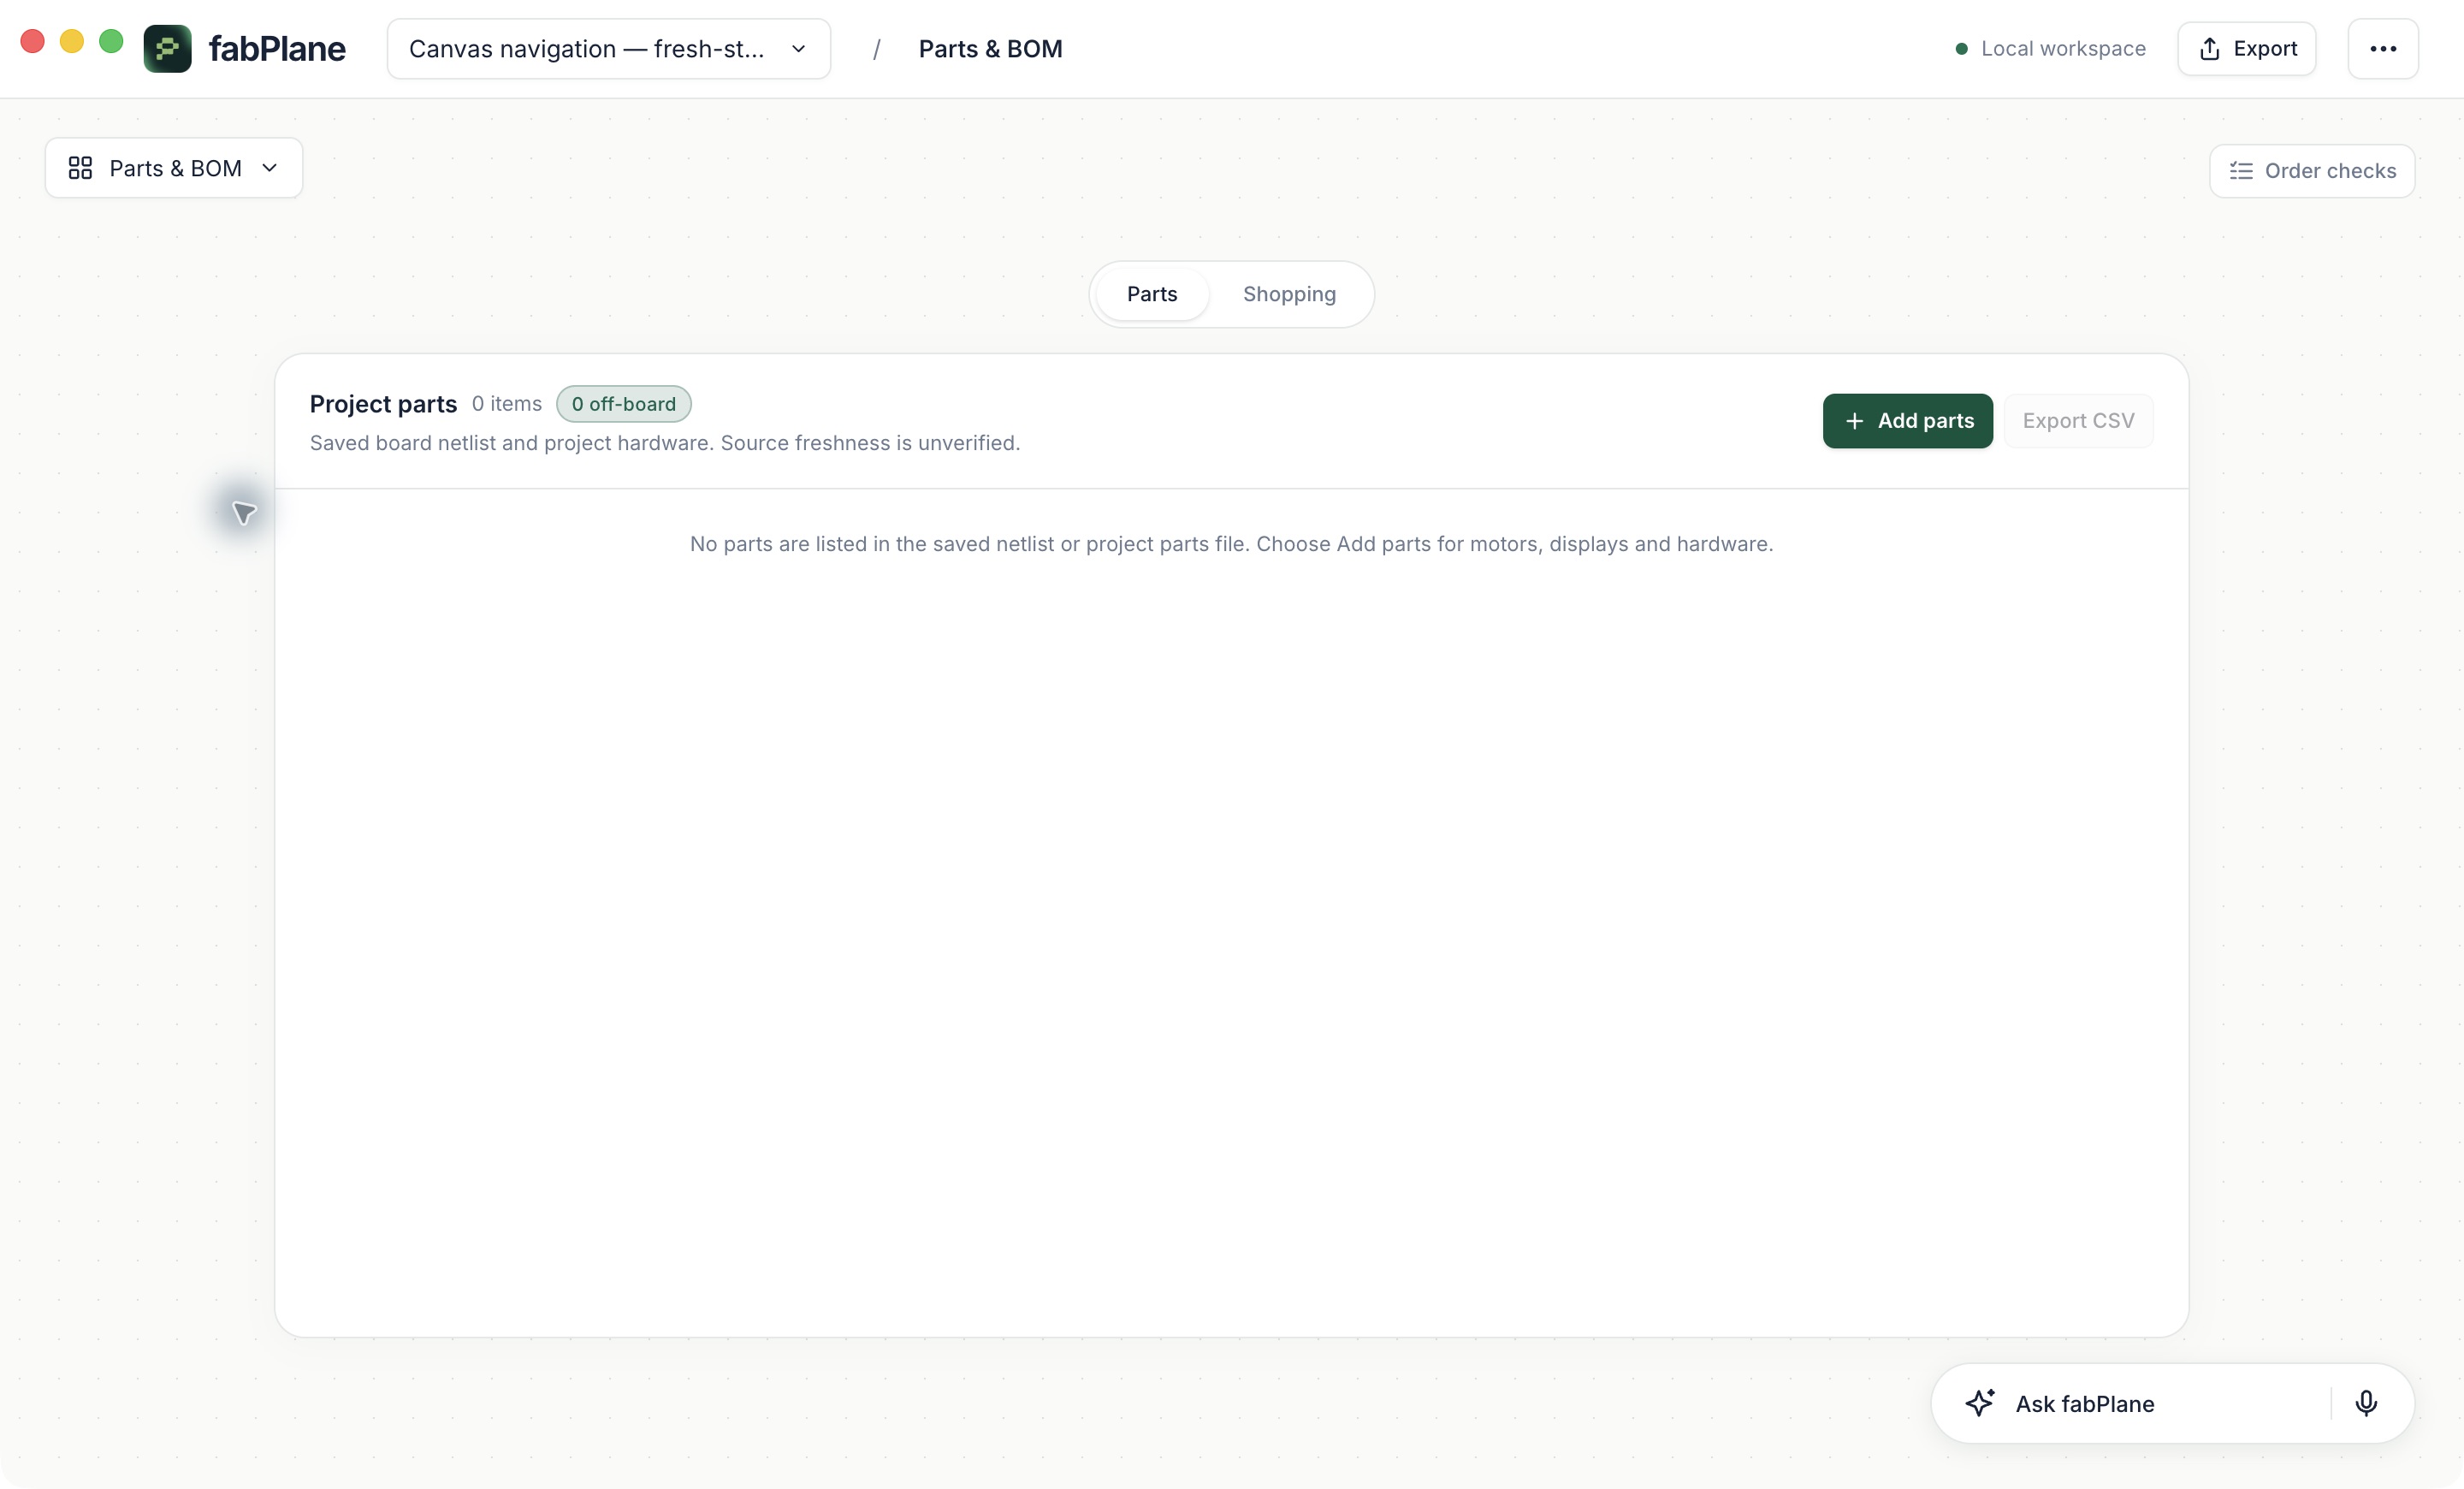 fabPlane
Canvas navigation — fresh-st...
/
Parts & BOM
Local workspace
Export
Parts & BOM
Order checks
Parts
Shopping
Project parts 0 items 0 off-board
Saved board netlist and project hardware. Source freshness is unverified.
Add parts
Export CSV
No parts are listed in the saved netlist or project parts file. Choose Add parts for motors, displays and hardware.
Ask fabPlane